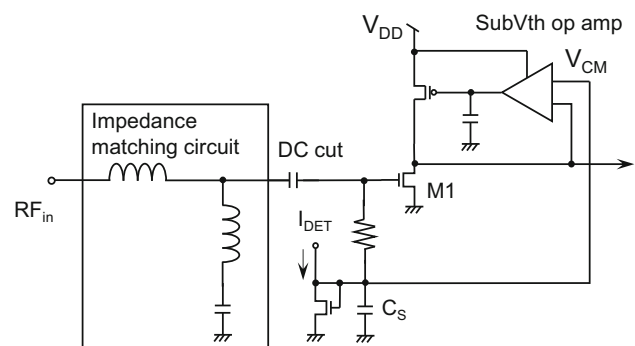 SubVth op amp
V_DD
V_CM
Impedance
matching circuit
DC cut
M1
RF_in
I_DET
C_S